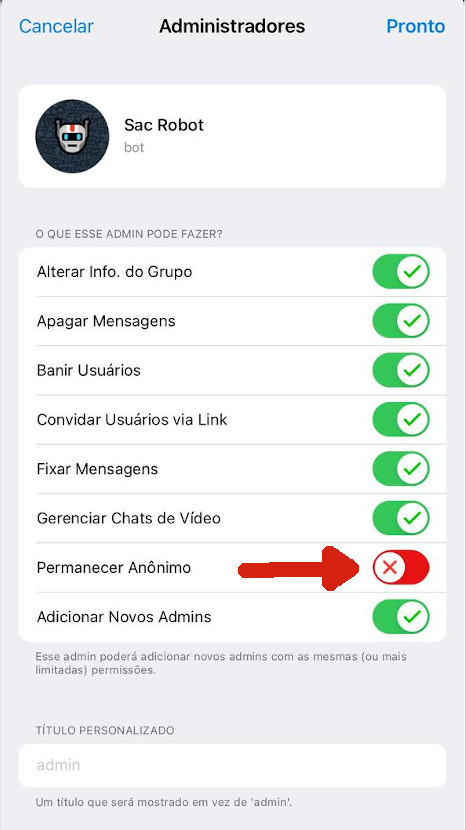 Cancelar Administradores Pronto
Sac Robot
bot
O QUE ESSE ADMIN PODE FAZER?
Alterar Info. do Grupo
Apagar Mensagens
Banir Usuários
Convidar Usuários via Link
Fixar Mensagens
Gerenciar Chats de Vídeo
Permanecer Anônimo
Adicionar Novos Admins
Esse admin poderá adicionar novos admins com as mesmas (ou mais
limitadas) permissões.
TÍTULO PERSONALIZADO
admin
Um título que será mostrado em vez de 'admin'.